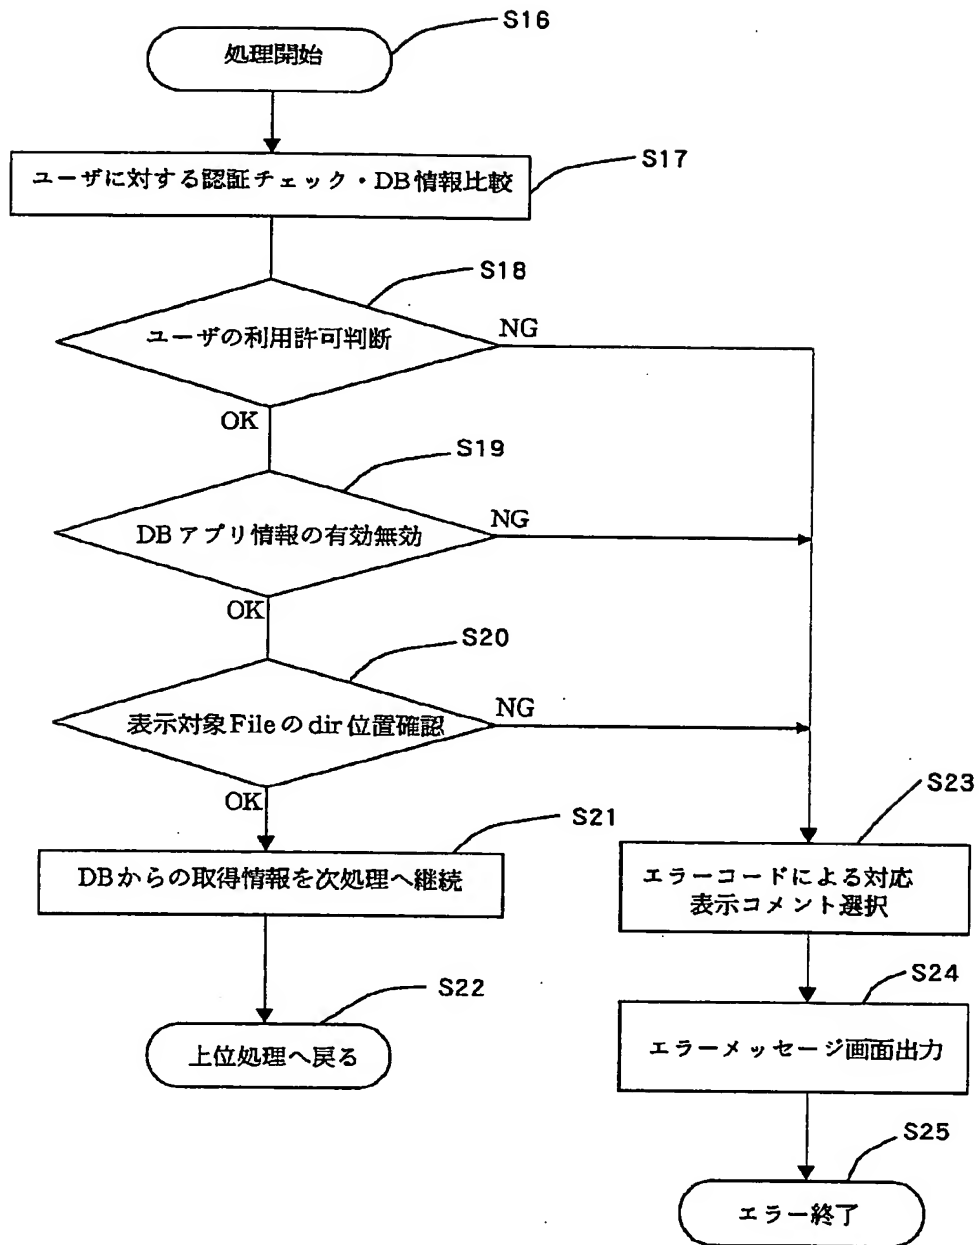 S16
処理開始
S17
ユーザに対する認証チェック・DB情報比較
S18
ユーザの利用許可判断
NG
OK
S19
DBアプリ情報の有効無効
NG
OK
S20
表示対象Fileのdir位置確認
NG
OK
S21
DBからの取得情報を次処理へ継続
S22
上位処理へ戻る
S23
エラーコードによる対応
表示コメント選択
S24
エラーメッセージ画面出力
S25
エラー終了